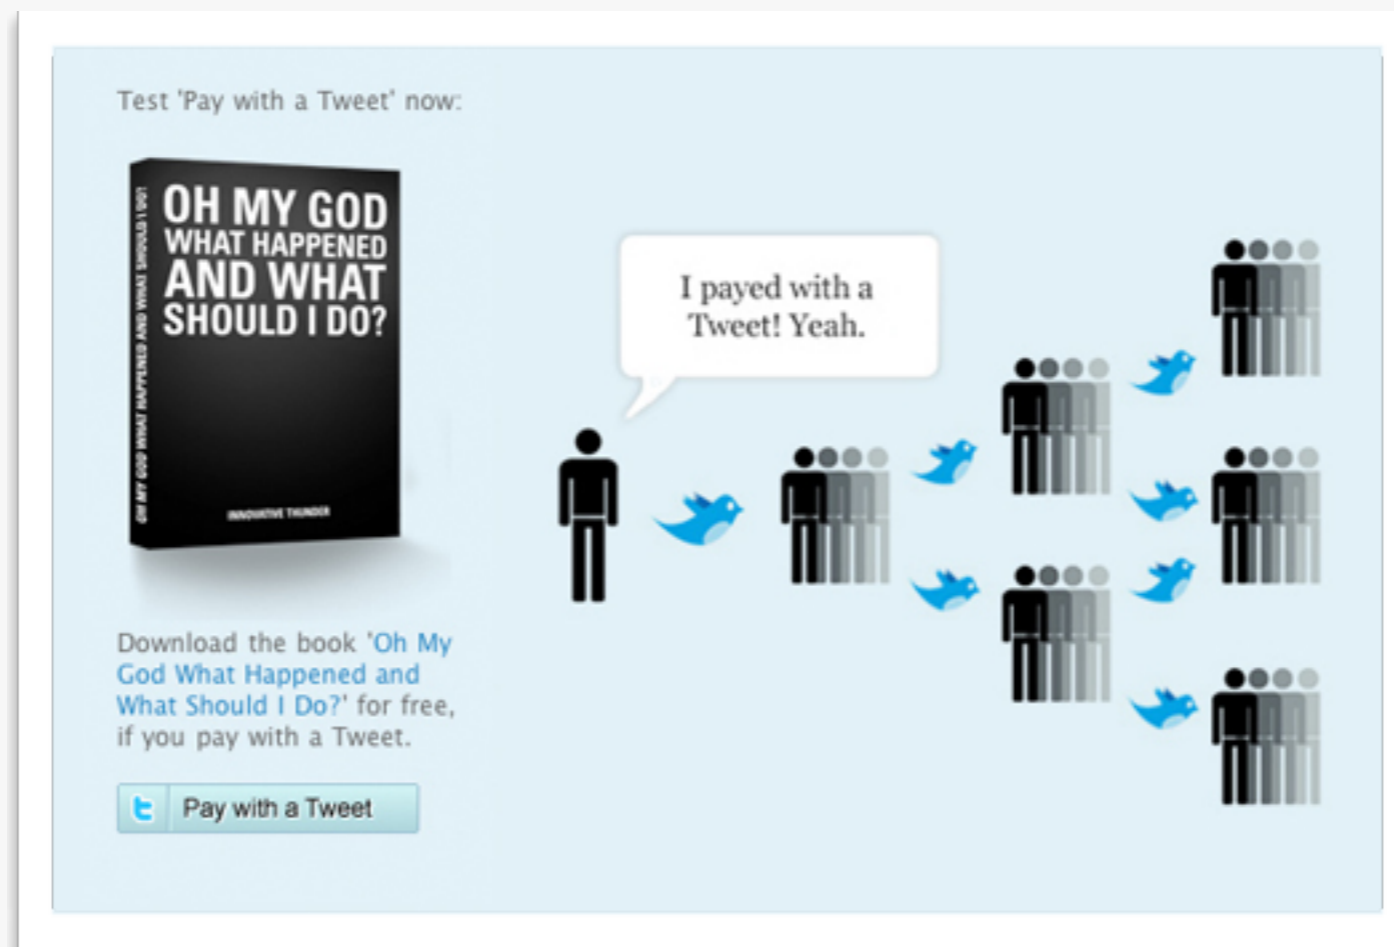 Test 'Pay with a Tweet' now:
OH MY GOD
WHAT HAPPENED
AND WHAT
SHOULD I DO?
OH MY GOD WHAT HAPPENED AND WHAT SHOULD I DO?
INNOVATIVE THUNDER
I payed with a
Tweet! Yeah.
Download the book 'Oh My
God What Happened and
What Should I Do?' for free,
if you pay with a Tweet.
t Pay with a Tweet